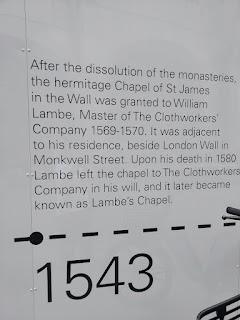 After the dissolution of the monasteries,
the hermitage Chapel of St James
in the Wall was granted to William
Lambe, Master of The Clothworkers'
Company 1569-1570. It was adjacent
to his residence, beside London Wall in
Monkwell Street. Upon his death in 1580
Lambe left the chapel to The Clothworkers
Company in his will, and it later became
known as Lambe's Chapel.
1543